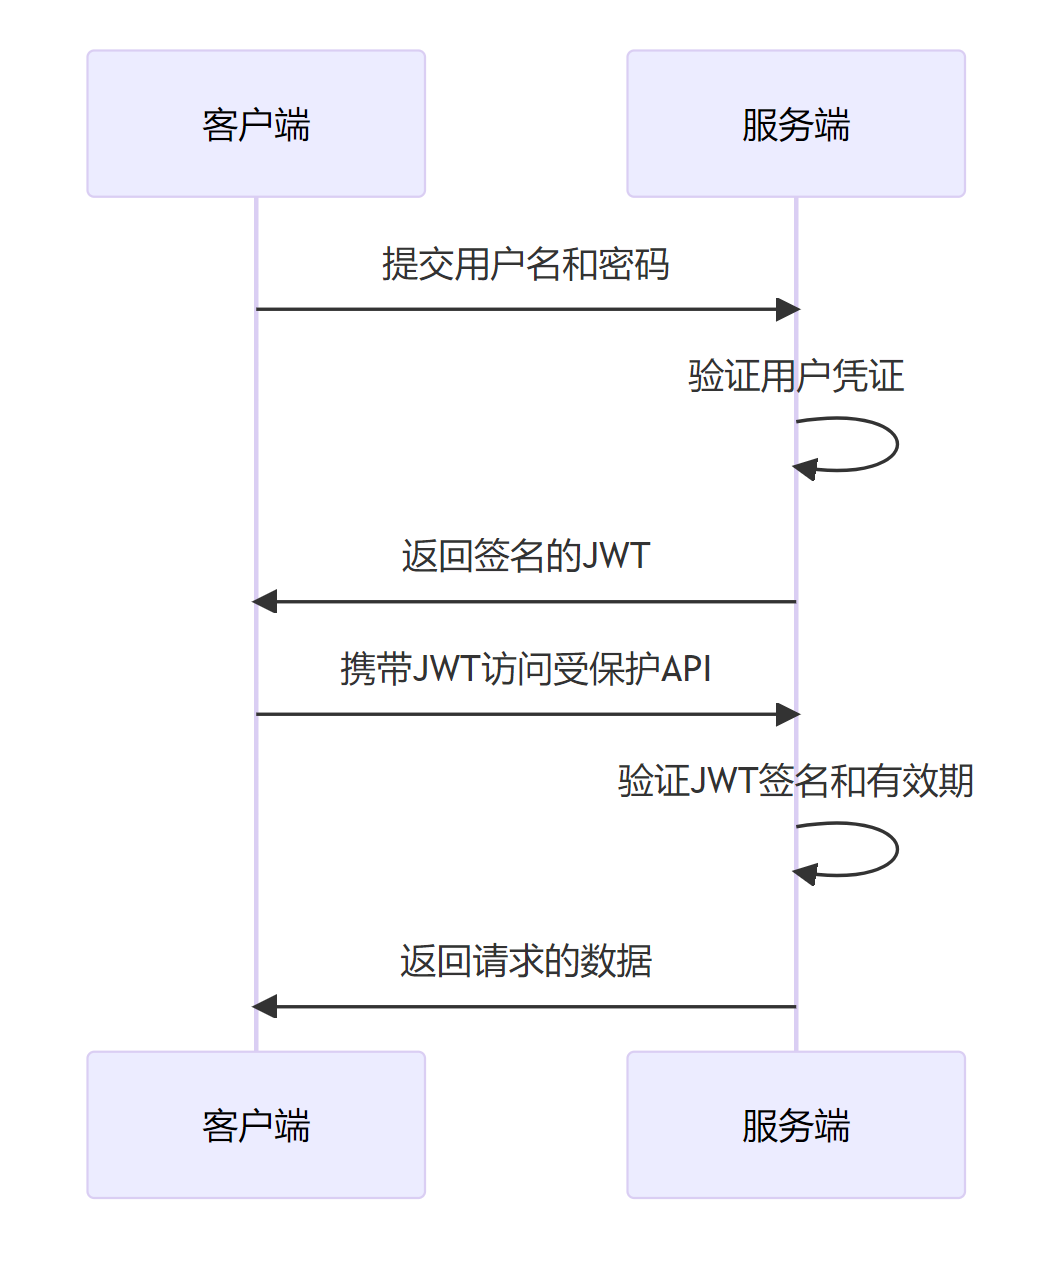 客户端
服务端
提交用户名和密码
验证用户凭证
返回签名的JWT
携带JWT访问受保护API
验证JWT签名和有效期
返回请求的数据
客户端
服务端